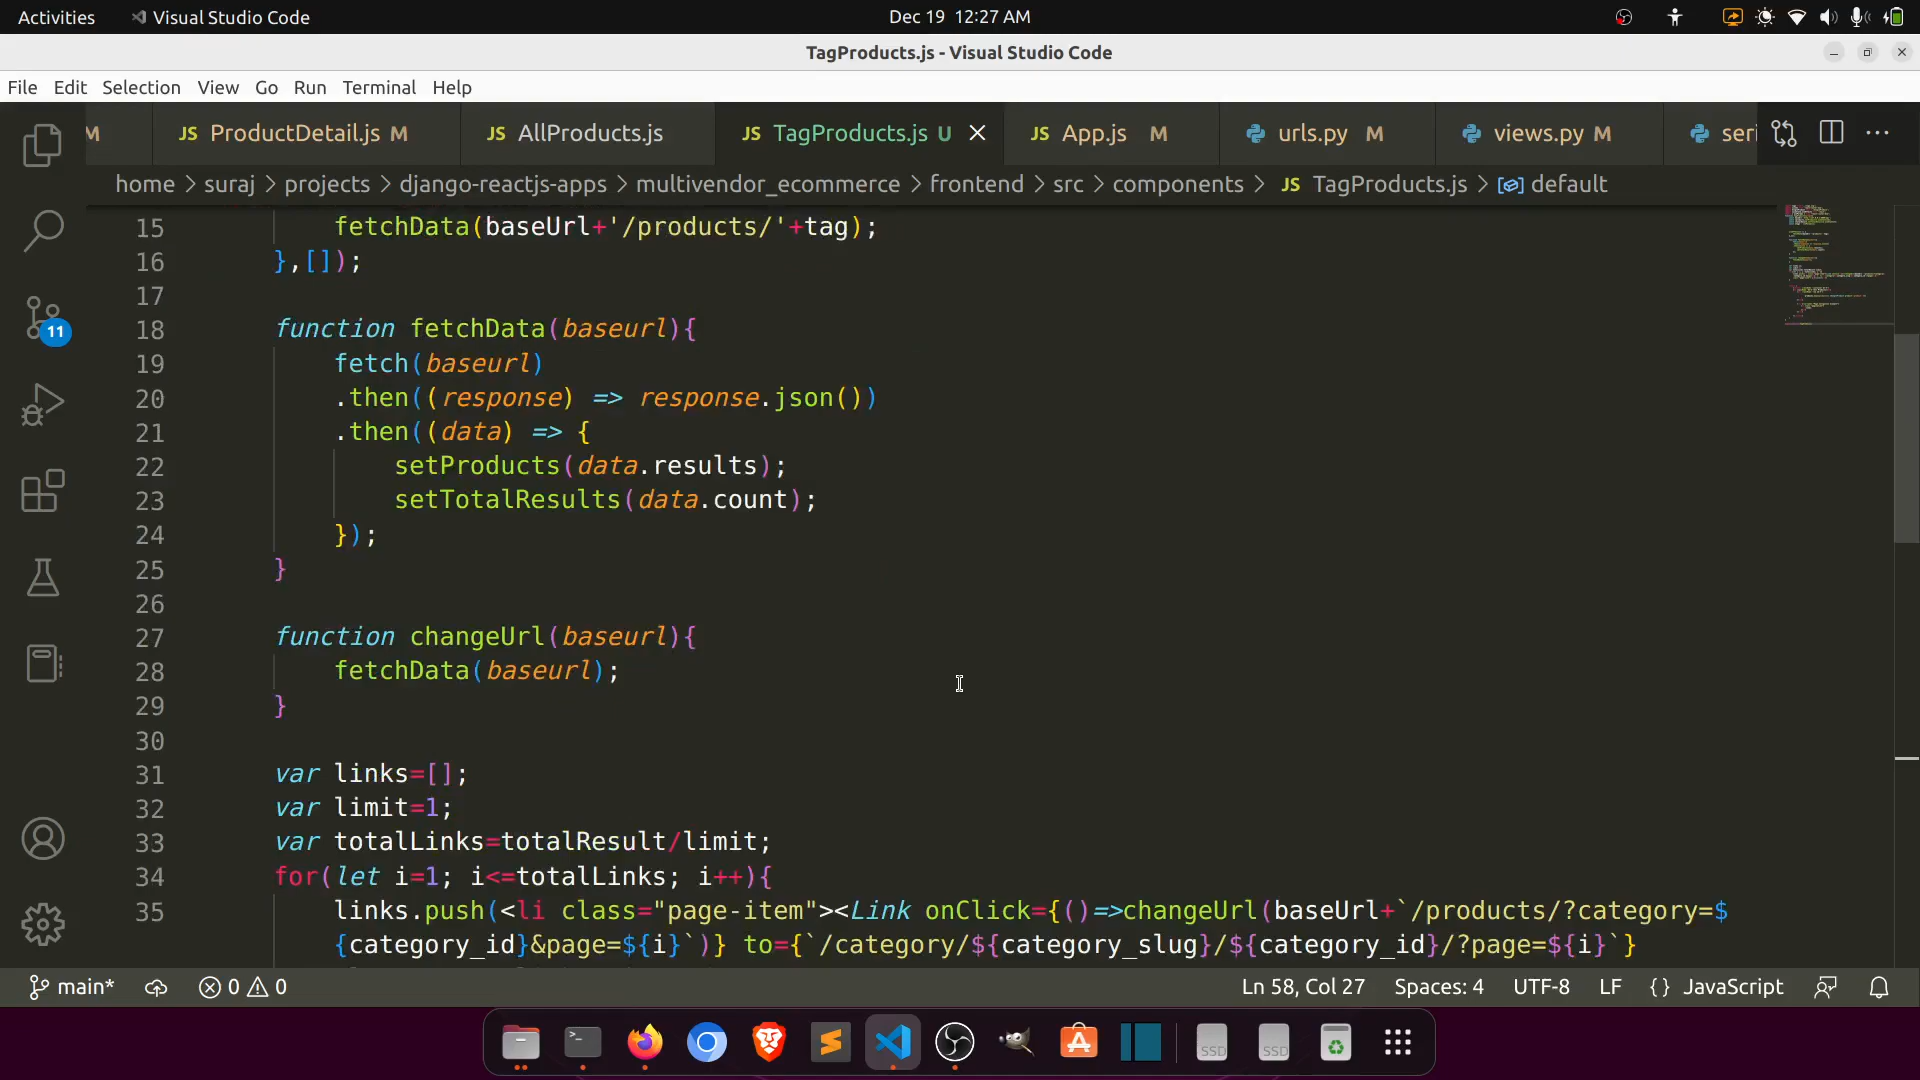 Activities Visual Studio Code Dec 19 12:27 AM
TagProducts.js - Visual Studio Code
File Edit Selection View Go Run Terminal Help
M JS ProductDetail.js M JS AllProducts.js JS TagProducts.js U JS App.js M urls.py M views.py M seri
home > suraj > projects > django-reactjs-apps > multivendor_ecommerce > frontend > src > components > JS TagProducts.js > default
15 fetchData(baseUrl+'/products/'+tag);
16 },[]);
17
18 function fetchData(baseurl){
19 fetch(baseurl)
20 .then((response) => response.json())
21 .then((data) => {
22 setProducts(data.results);
23 setTotalResults(data.count);
24 });
25 }
26
27 function changeUrl(baseurl){
28 fetchData(baseurl);
29 }
30
31 var links=[];
32 var limit=1;
33 var totalLinks=totalResult/limit;
34 for(let i=1; i<=totalLinks; i++){
35 links.push(<li class="page-item"><Link onClick={()=>changeUrl(baseUrl+`/products/?category=$
{category_id}&page=${i}`)} to={`/category/${category_slug}/${category_id}/?page=${i}`}
11
main* 0 0 Ln 58, Col 27 Spaces: 4 UTF-8 LF { } JavaScript
SSD SSD